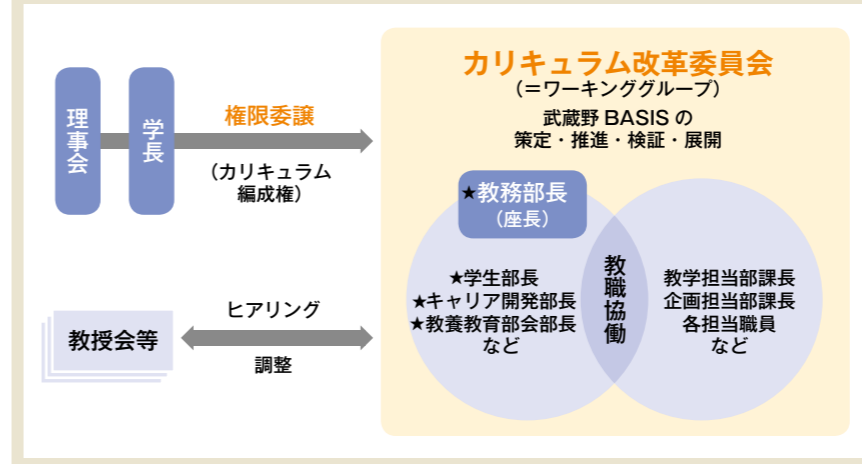 カリキュラム改革委員会
(＝ワーキンググループ)
武蔵野 BASIS の
策定・推進・検証・展開
理事会
学長
権限委譲
(カリキュラム
編成権)
★教務部長
(座長)
★学生部長
★キャリア開発部長
★教養教育部会部長
など
教職協働
教学担当部課長
企画担当部課長
各担当職員
など
教授会等
ヒアリング
調整